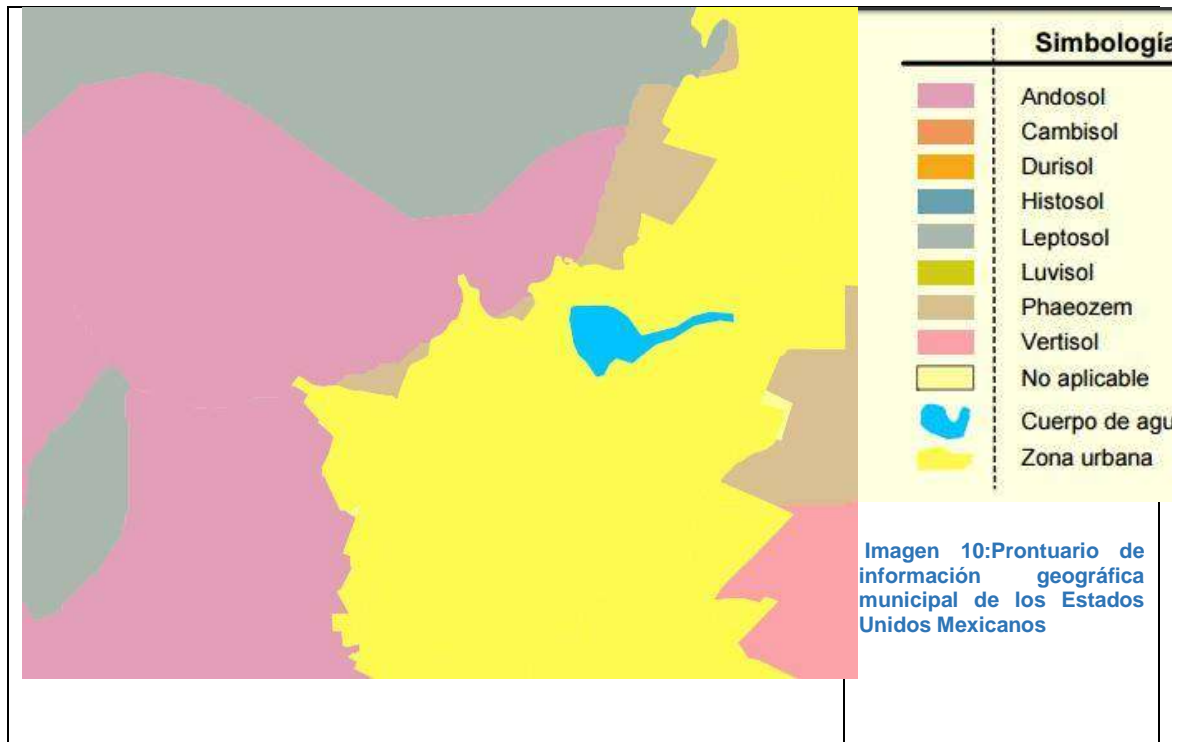 Simbología
Andosol
Cambisol
Durisol
Histosol
Leptosol
Luvisol
Phaeozem
Vertisol
No aplicable
Cuerpo de agu
Zona urbana
Imagen 10:Prontuario de
información geográfica
municipal de los Estados
Unidos Mexicanos